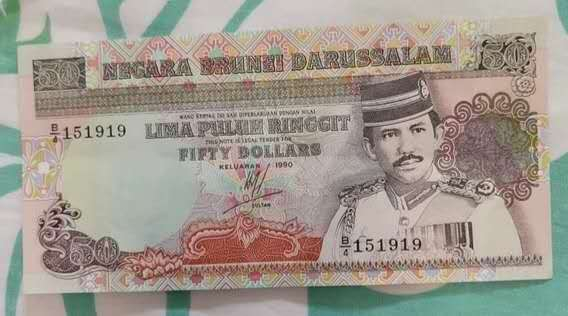 50 NEGARA BRUNEI DARUSSALAM 50
WANG KERTAS INI SAH DIPERLAKUKAN DENGAN NILAI
B/4 151919
LIMA PULUH RINGGIT
THIS NOTE IS LEGAL TENDER FOR
FIFTY DOLLARS
KELUARAN 1990
SULTAN
50
B/4 151919